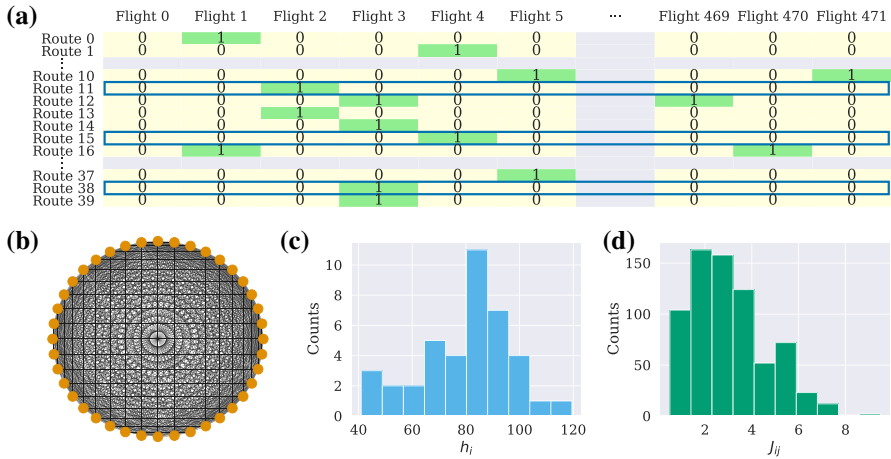 (a)
Flight 0 Flight 1 Flight 2 Flight 3 Flight 4 Flight 5 ... Flight 469 Flight 470 Flight 471
Route 0 0 1 0 0 0 0 0 0 0
Route 1 0 0 0 0 1 0 0 0 0
⋮
Route 10 0 0 0 0 0 1 0 0 1
Route 11 0 0 1 0 0 0 0 0 0
Route 12 0 0 0 1 0 0 1 0 0
Route 13 0 0 1 0 0 0 0 0 0
Route 14 0 0 0 1 0 0 0 0 0
Route 15 0 0 0 0 1 0 0 0 0
Route 16 0 1 0 0 0 0 0 1 0
⋮
Route 37 0 0 0 0 0 1 0 0 0
Route 38 0 0 0 1 0 0 0 0 0
Route 39 0 0 0 1 0 0 0 0 0
(b)
(c)
Counts
10
8
6
4
2
0
40 60 80 100 120
h_i
(d)
Counts
150
100
50
0
2 4 6 8
J_ij